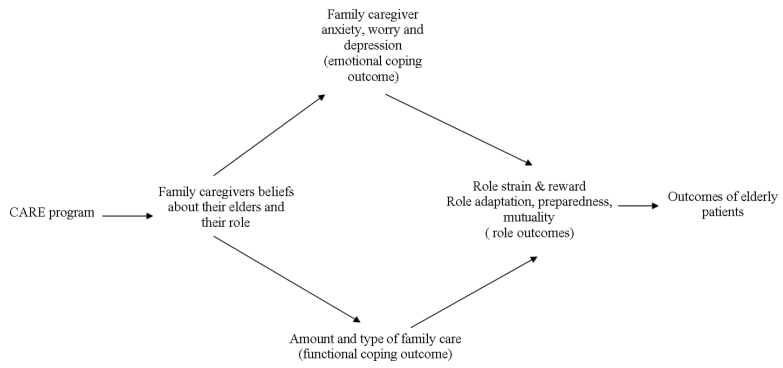 Family caregiver
anxiety, worry and
depression
(emotional coping
outcome)
CARE program
Family caregivers beliefs
about their elders and
their role
Role strain & reward
Role adaptation, preparedness,
mutuality
( role outcomes)
Outcomes of elderly
patients
Amount and type of family care
(functional coping outcome)